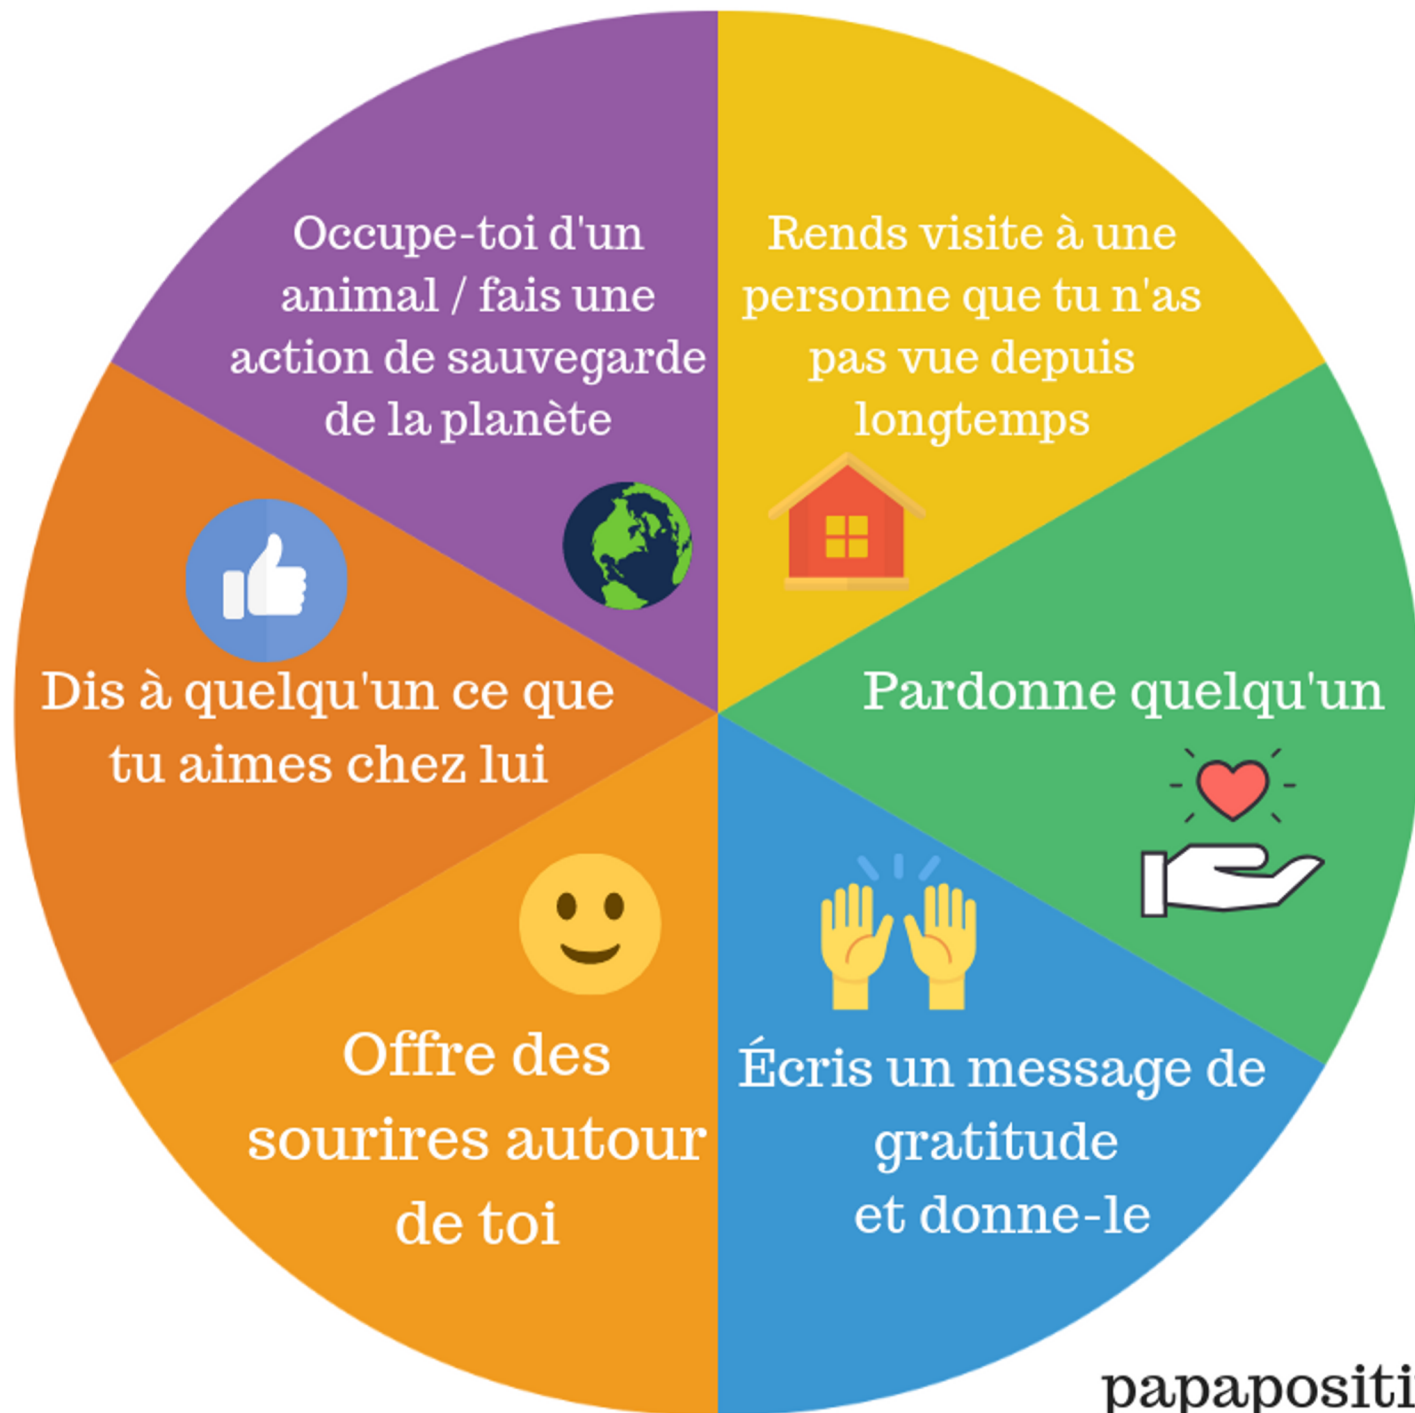 Occupe-toi d'un
animal / fais une
action de sauvegarde
de la planète
Rends visite à une
personne que tu n'as
pas vue depuis
longtemps
Pardonne quelqu'un
Écris un message de
gratitude
et donne-le
Offre des
sourires autour
de toi
Dis à quelqu'un ce que
tu aimes chez lui
papapositi